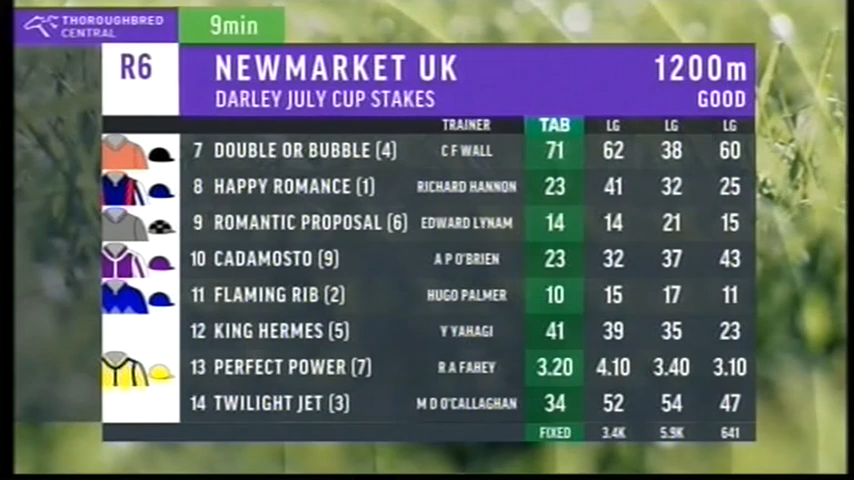 THOROUGHBRED
CENTRAL
9min
R6 NEWMARKET UK 1200m
DARLEY JULY CUP STAKES GOOD
TRAINER TAB LG LG LG
7 DOUBLE OR BUBBLE (4) C F WALL 71 62 38 60
8 HAPPY ROMANCE (1) RICHARD HANNON 23 41 32 25
9 ROMANTIC PROPOSAL (6) EDWARD LYNAM 14 14 21 15
10 CADAMOSTO (9) A P O'BRIEN 23 32 37 43
11 FLAMING RIB (2) HUGO PALMER 10 15 17 11
12 KING HERMES (5) Y YAHAGI 41 39 35 23
13 PERFECT POWER (7) R A FAHEY 3.20 4.10 3.40 3.10
14 TWILIGHT JET (3) M D O'CALLAGHAN 34 52 54 47
FIXED 3.4K 5.9K 641